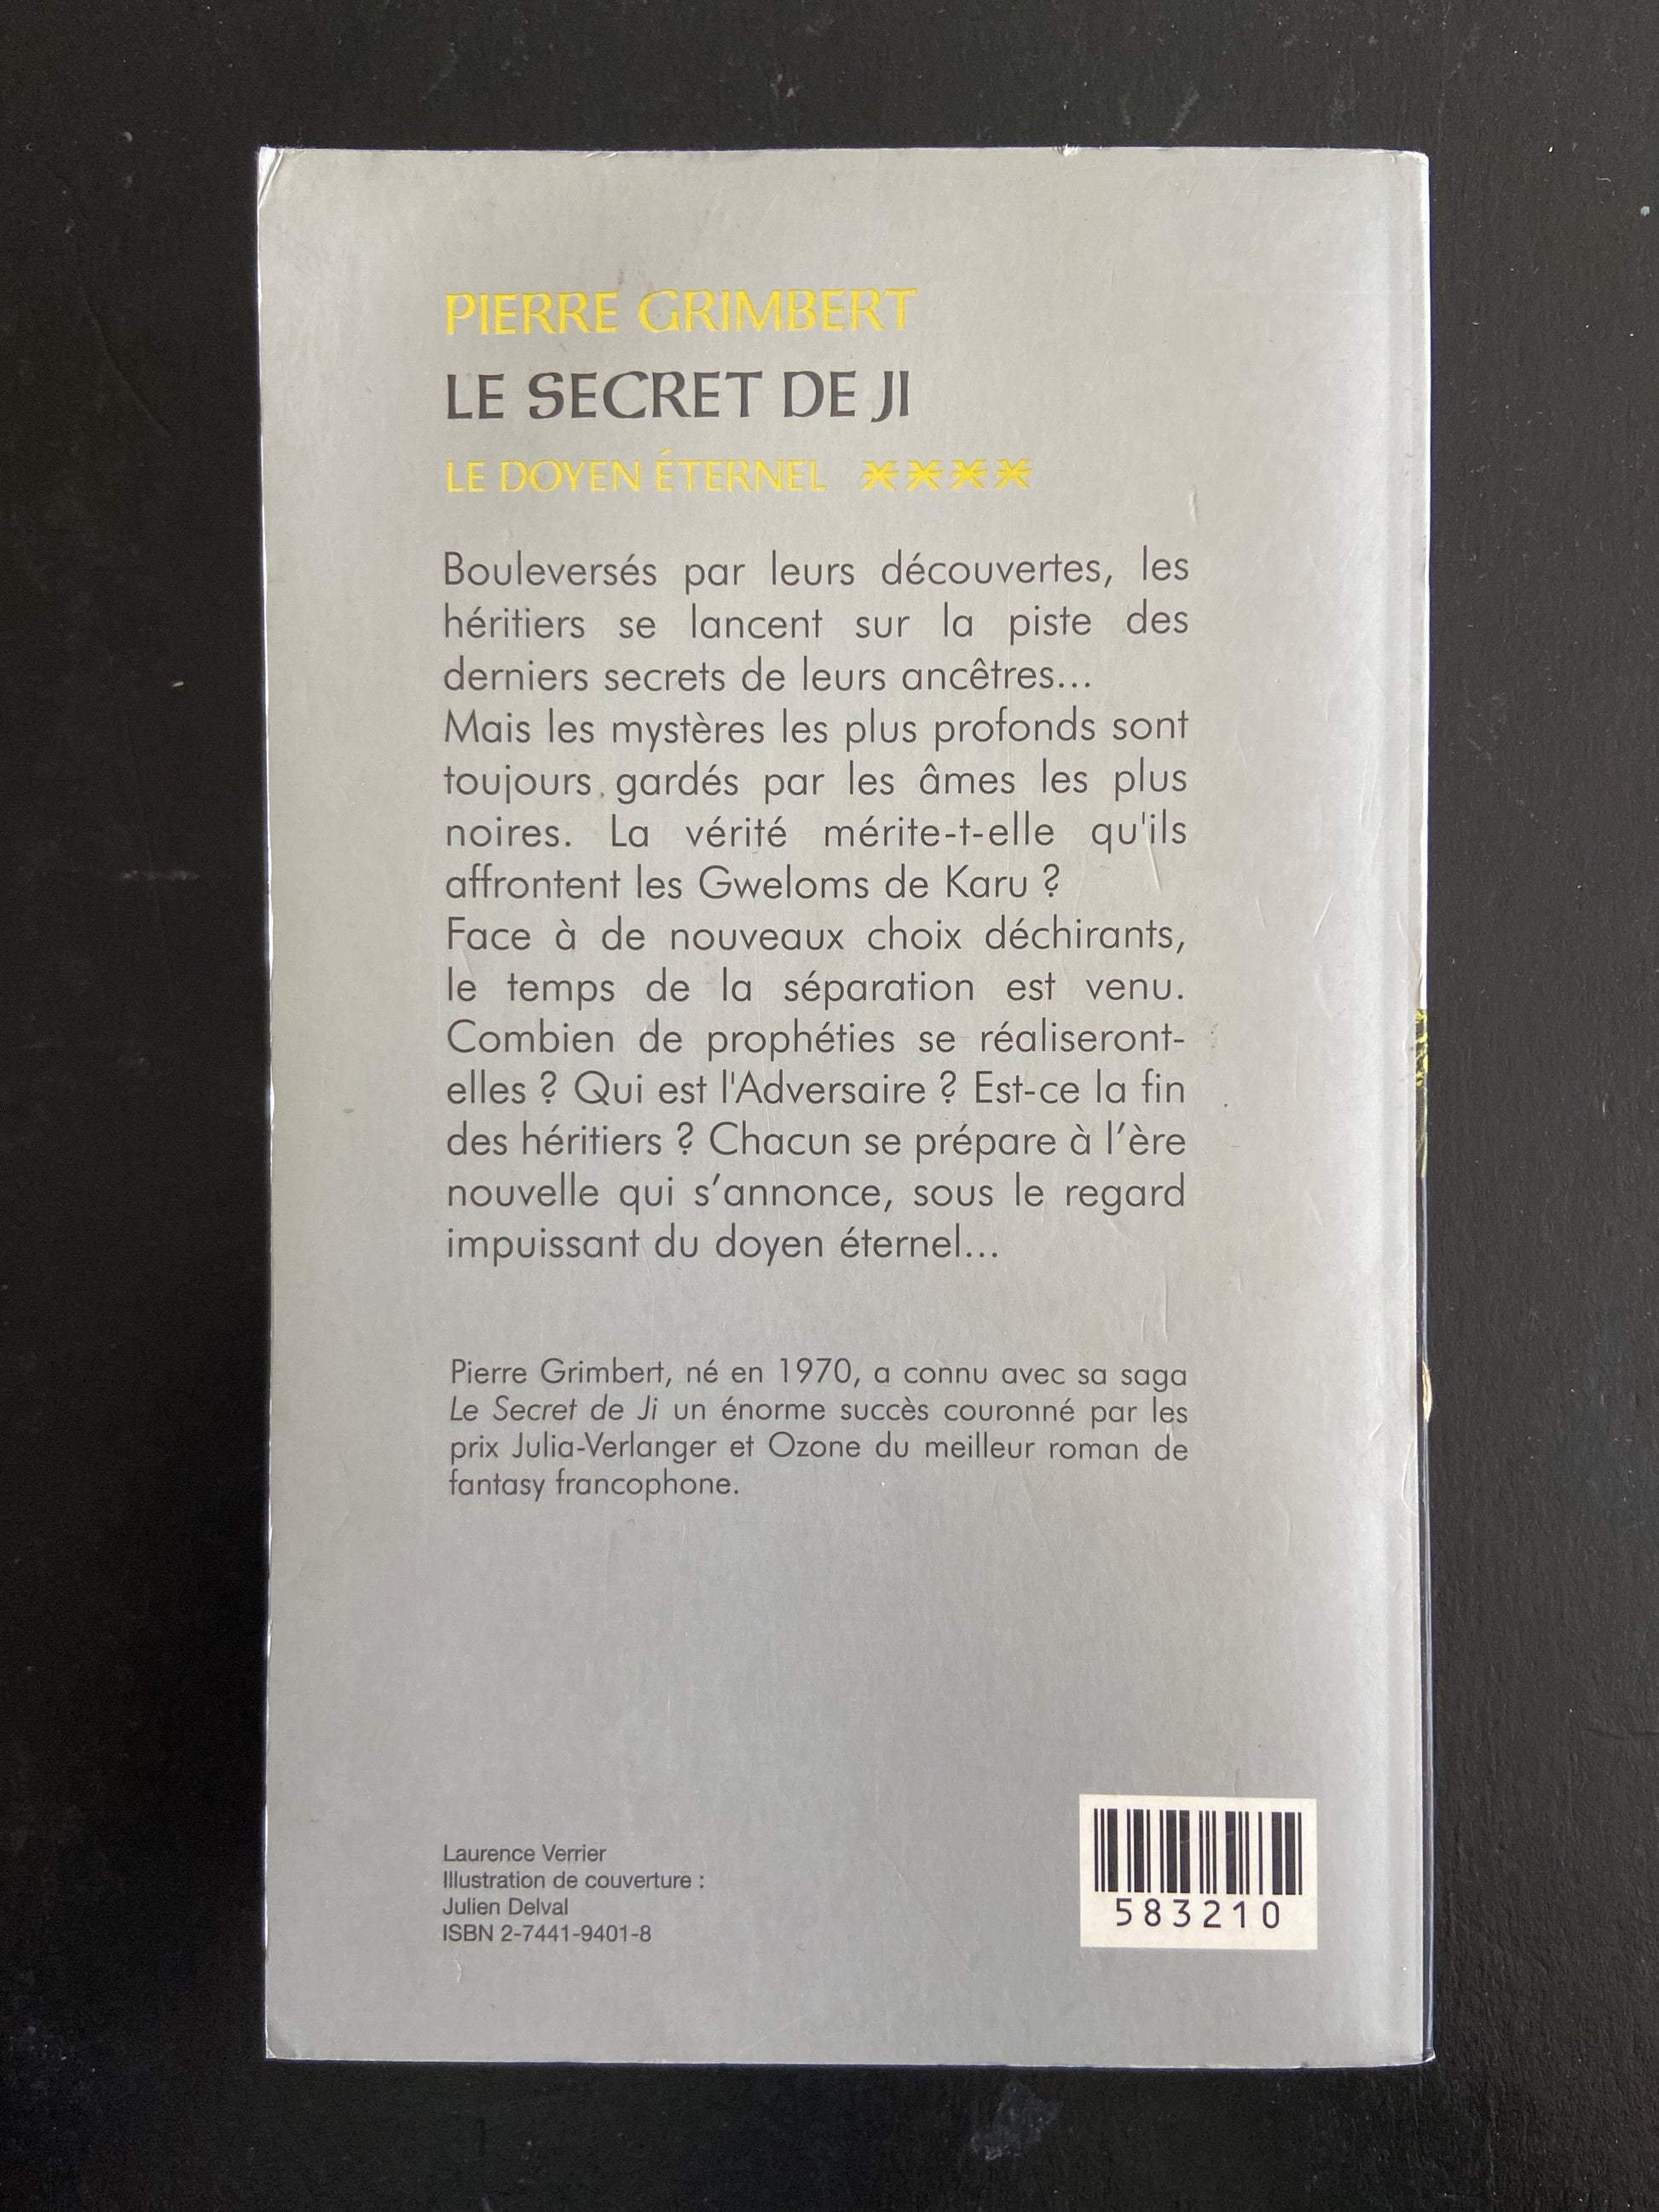 PIERRE GRIMBERT
LE SECRET DE JI
LE DOYEN ÉTERNEL ****
Bouleversés par leurs découvertes, les
héritiers se lancent sur la piste des
derniers secrets de leurs ancêtres...
Mais les mystères les plus profonds sont
toujours gardés par les âmes les plus
noires. La vérité mérite-t-elle qu'ils
affrontent les Gweloms de Karu ?
Face à de nouveaux choix déchirants,
le temps de la séparation est venu.
Combien de prophéties se réaliseront-
elles ? Qui est l'Adversaire ? Est-ce la fin
des héritiers ? Chacun se prépare à l’ère
nouvelle qui s’annonce, sous le regard
impuissant du doyen éternel...
Pierre Grimbert, né en 1970, a connu avec sa saga
Le Secret de Ji un énorme succès couronné par les
prix Julia-Verlanger et Ozone du meilleur roman de
fantasy francophone.
Laurence Verrier
Illustration de couverture :
Julien Delval
ISBN 2-7441-9401-8
583210